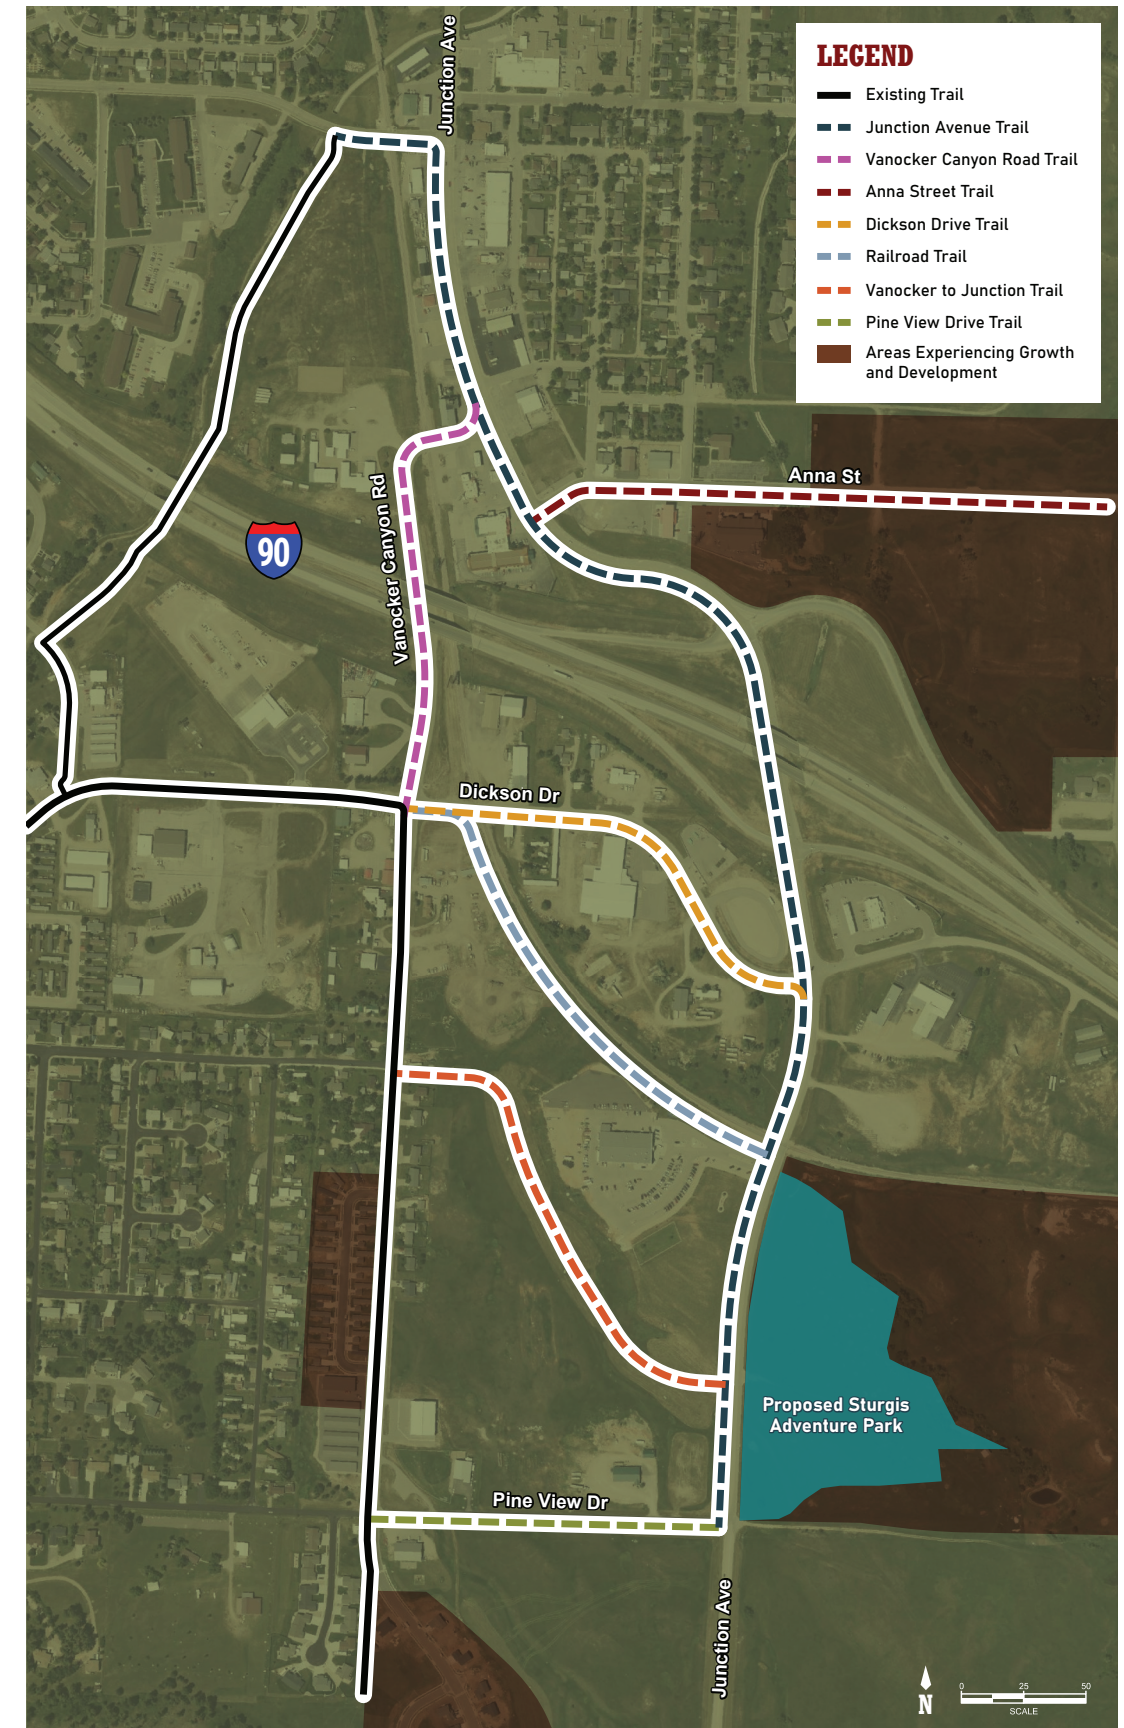 Junction Ave
LEGEND
Existing Trail
Junction Avenue Trail
Vanocker Canyon Road Trail
Anna Street Trail
Dickson Drive Trail
Railroad Trail
Vanocker to Junction Trail
Pine View Drive Trail
Areas Experiencing Growth
and Development
Anna St
Vanocker Canyon Rd
90
Dickson Dr
Proposed Sturgis
Adventure Park
Pine View Dr
Junction Ave
N
0 25 50
SCALE